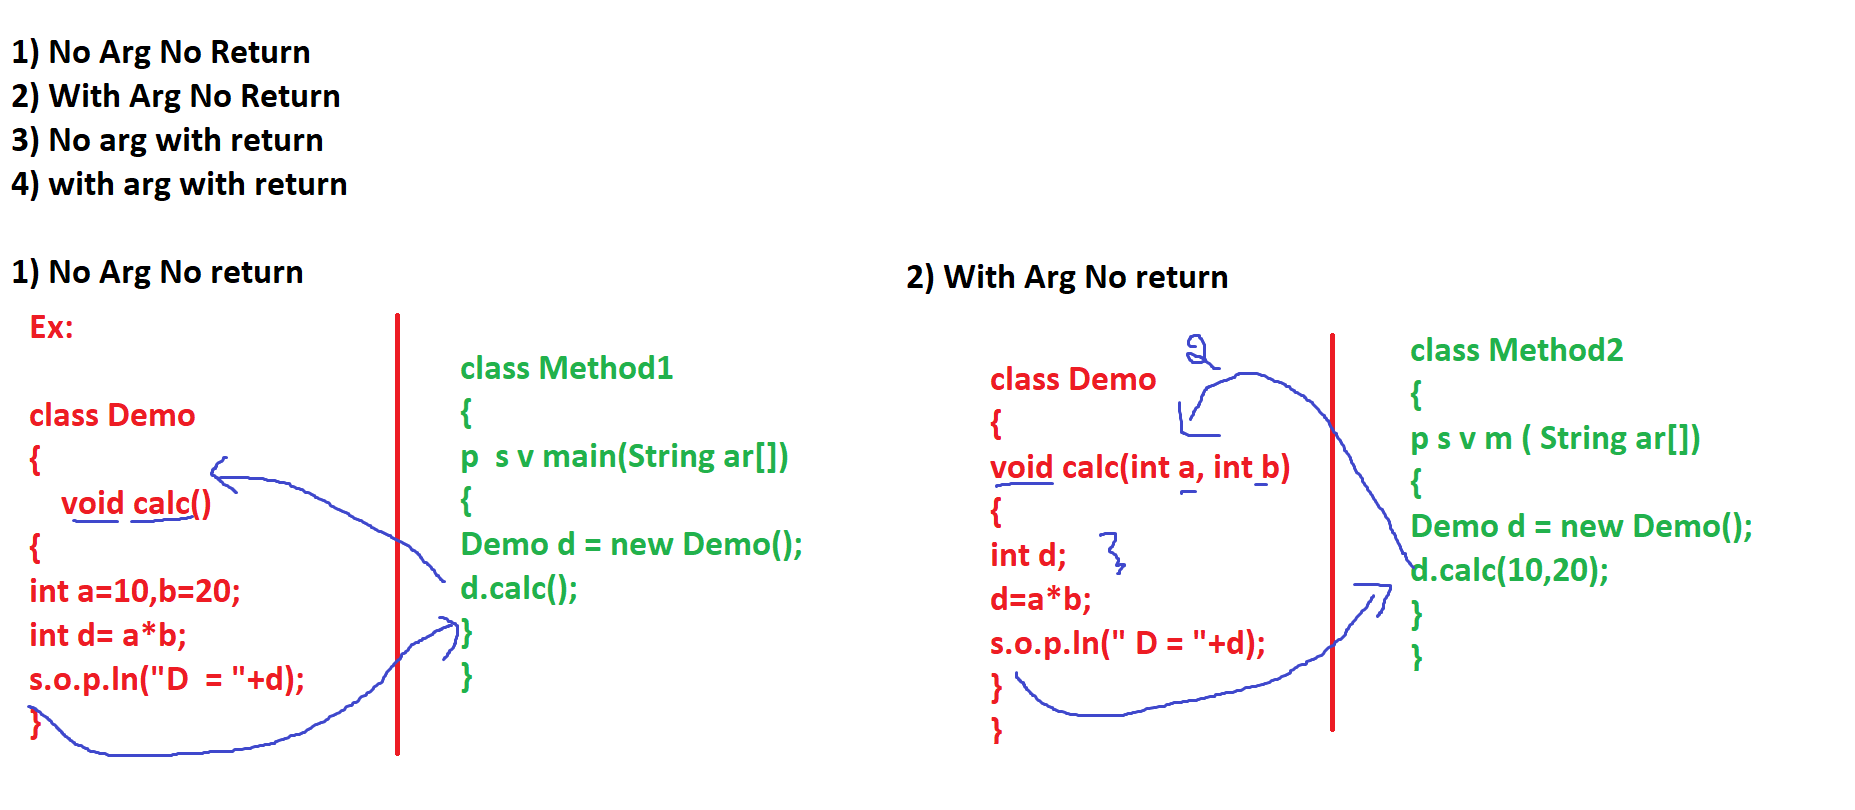 1) No Arg No Return
2) With Arg No Return
3) No arg with return
4) with arg with return
1) No Arg No return
Ex:
class Demo
{
void calc()
{
int a=10,b=20;
int d= a*b;
s.o.p.ln("D  = "+d);
}
class Method1
{
p  s v main(String ar[])
{
Demo d = new Demo();
d.calc();
}
}
2) With Arg No return
2
class Demo
{
void calc(int a, int b)
{
int d;
d=a*b;
s.o.p.ln(" D = "+d);
}
}
class Method2
{
p s v m ( String ar[])
{
Demo d = new Demo();
d.calc(10,20);
}
}